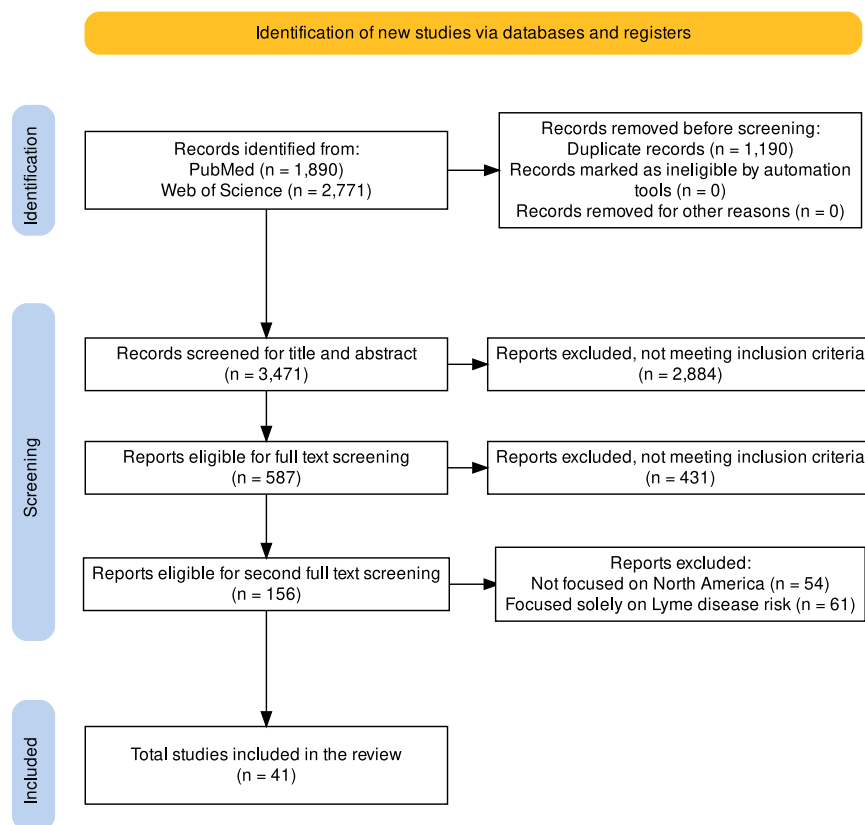 Identification of new studies via databases and registers
Identification
Records identified from:
PubMed (n = 1,890)
Web of Science (n = 2,771)
Records removed before screening:
Duplicate records (n = 1,190)
Records marked as ineligible by automation
tools (n = 0)
Records removed for other reasons (n = 0)
Screening
Records screened for title and abstract
(n = 3,471)
Reports excluded, not meeting inclusion criteria
(n = 2,884)
Reports eligible for full text screening
(n = 587)
Reports excluded, not meeting inclusion criteria
(n = 431)
Reports eligible for second full text screening
(n = 156)
Reports excluded:
Not focused on North America (n = 54)
Focused solely on Lyme disease risk (n = 61)
Included
Total studies included in the review
(n = 41)